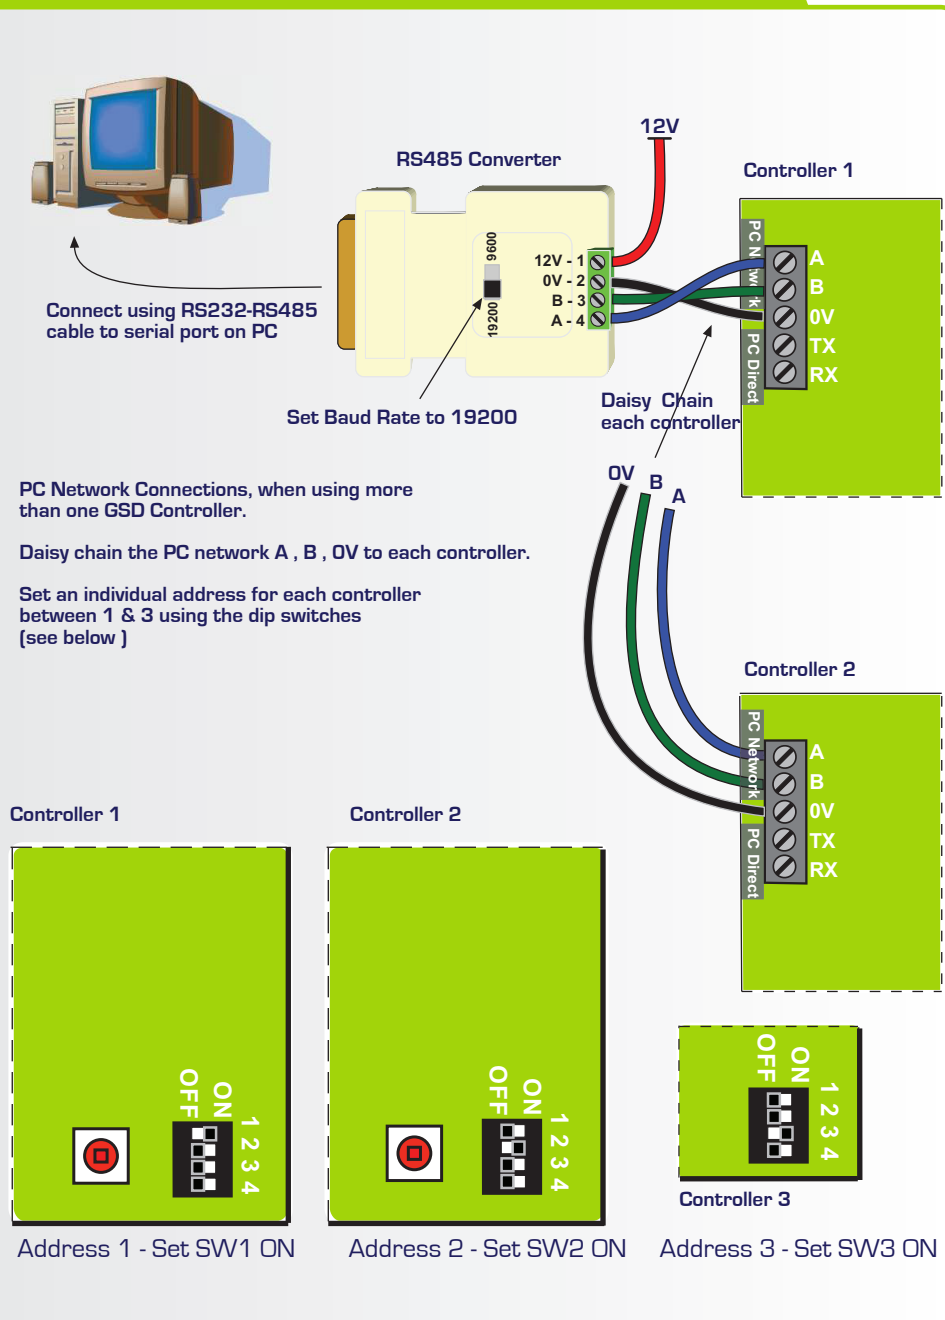 12V
RS485 Converter
Controller 1
9600
19200
12V - 1
0V - 2
B - 3
A - 4
PC Network
PC Direct
A
B
0V
TX
RX
Connect using RS232-RS485
cable to serial port on PC
Set Baud Rate to 19200
Daisy Chain
each controller
0V
B
A
PC Network Connections, when using more
than one GSD Controller.
Daisy chain the PC network A , B , 0V to each controller.
Set an individual address for each controller
between 1 & 3 using the dip switches
(see below )
Controller 2
PC Network
PC Direct
A
B
0V
TX
RX
Controller 1
OFF
ON
1 2 3 4
Address 1 - Set SW1 ON
Controller 2
OFF
ON
1 2 3 4
Address 2 - Set SW2 ON
OFF
ON
1 2 3 4
Controller 3
Address 3 - Set SW3 ON